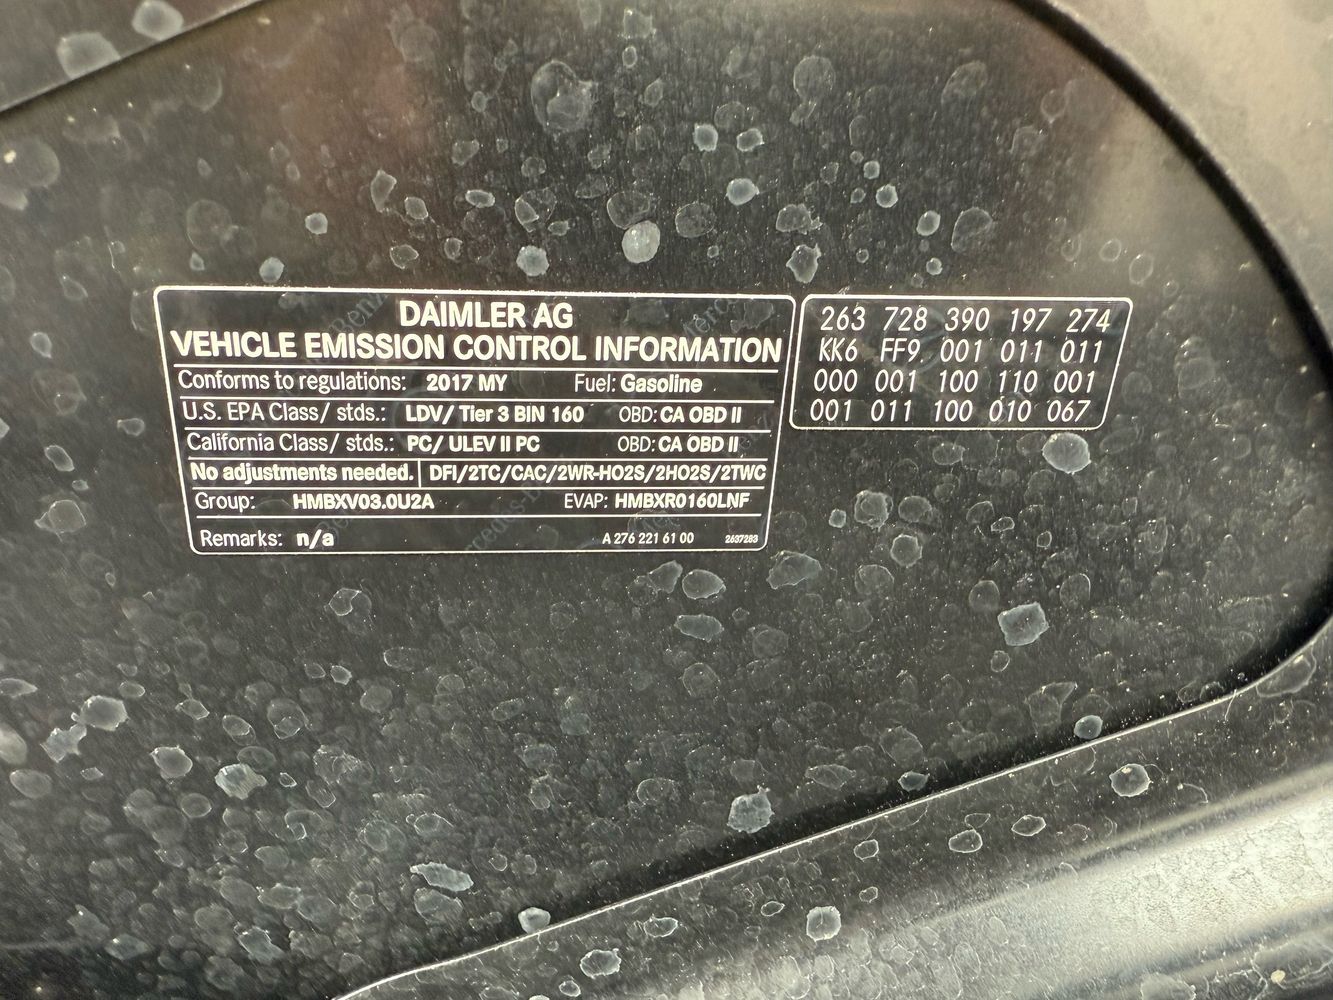 DAIMLER AG
VEHICLE EMISSION CONTROL INFORMATION
Conforms to regulations: 2017 MY Fuel: Gasoline
U.S. EPA Class/ stds.: LDV/ Tier 3 BIN 160 OBD: CA OBD II
California Class/ stds.: PC/ ULEV II PC OBD: CA OBD II
No adjustments needed. DFI/2TC/CAC/2WR-HO2S/2HO2S/2TWC
Group: HMBXV03.0U2A EVAP: HMBXR0160LNF
Remarks: n/a A 276 221 61 00 2637283
263 728 390 197 274
KK6 FF9 001 011 011
000 001 100 110 001
001 011 100 010 067